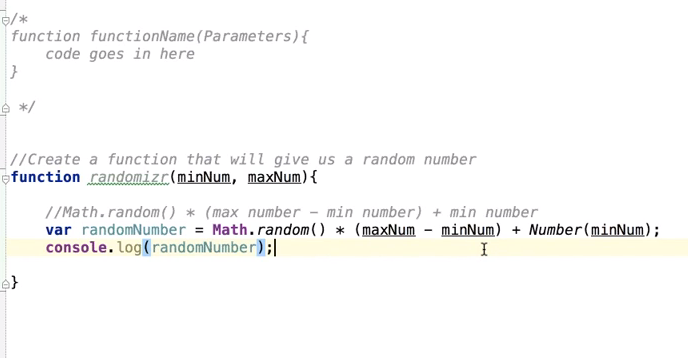 /*
function functionName(Parameters){
    code goes in here
}
*/
//Create a function that will give us a random number
function randomizr(minNum, maxNum){
    //Math.random() * (max number - min number) + min number
    var randomNumber = Math.random() * (maxNum - minNum) + Number(minNum);
    console.log(randomNumber);
}